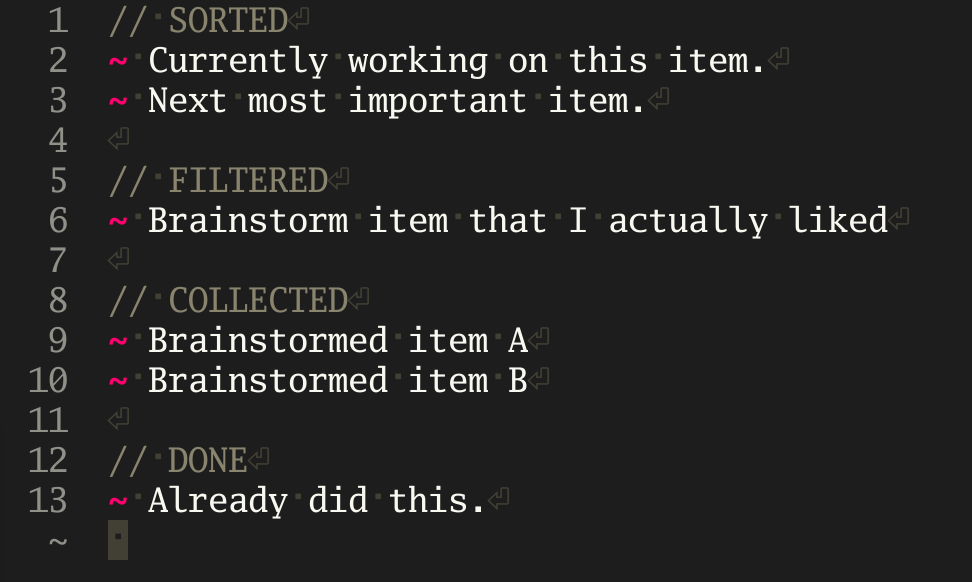 1 // SORTED
2 ~ Currently working on this item.
3 ~ Next most important item.
4
5 // FILTERED
6 ~ Brainstorm item that I actually liked
7
8 // COLLECTED
9 ~ Brainstormed item A
10 ~ Brainstormed item B
11
12 // DONE
13 ~ Already did this.
~